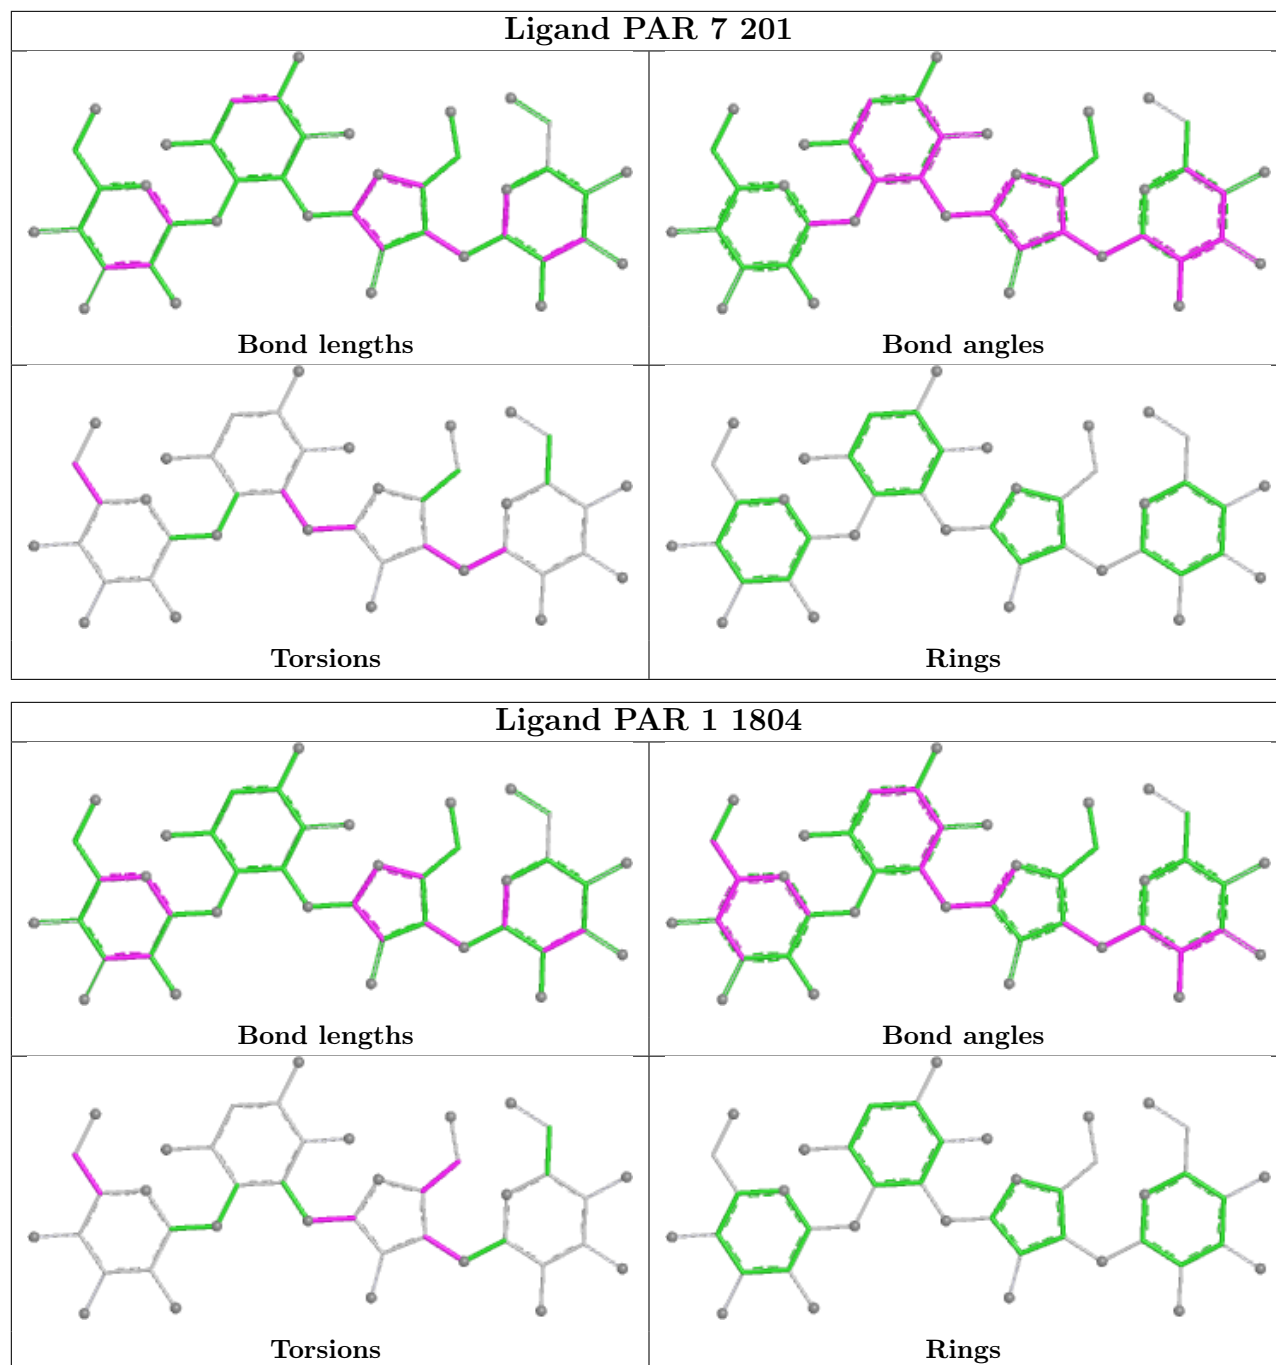 Ligand PAR 7 201
Bond lengths
Bond angles
Torsions
Rings
Ligand PAR 1 1804
Bond lengths
Bond angles
Torsions
Rings